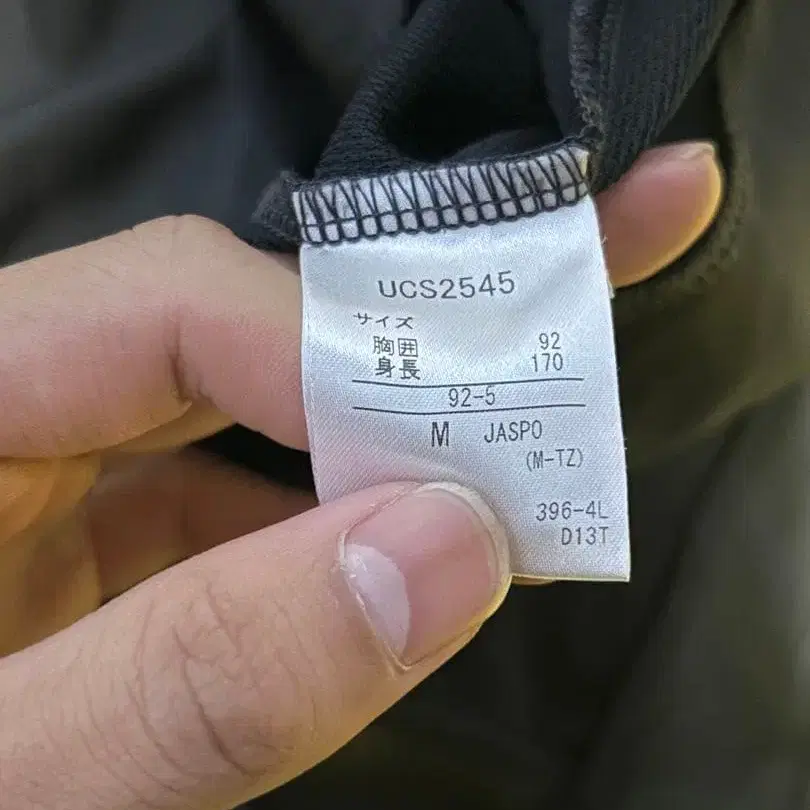 UCS2545
サイズ
胸囲 92
身長 170
92-5
M JASPO
(M-TZ)
396-4L
D13T